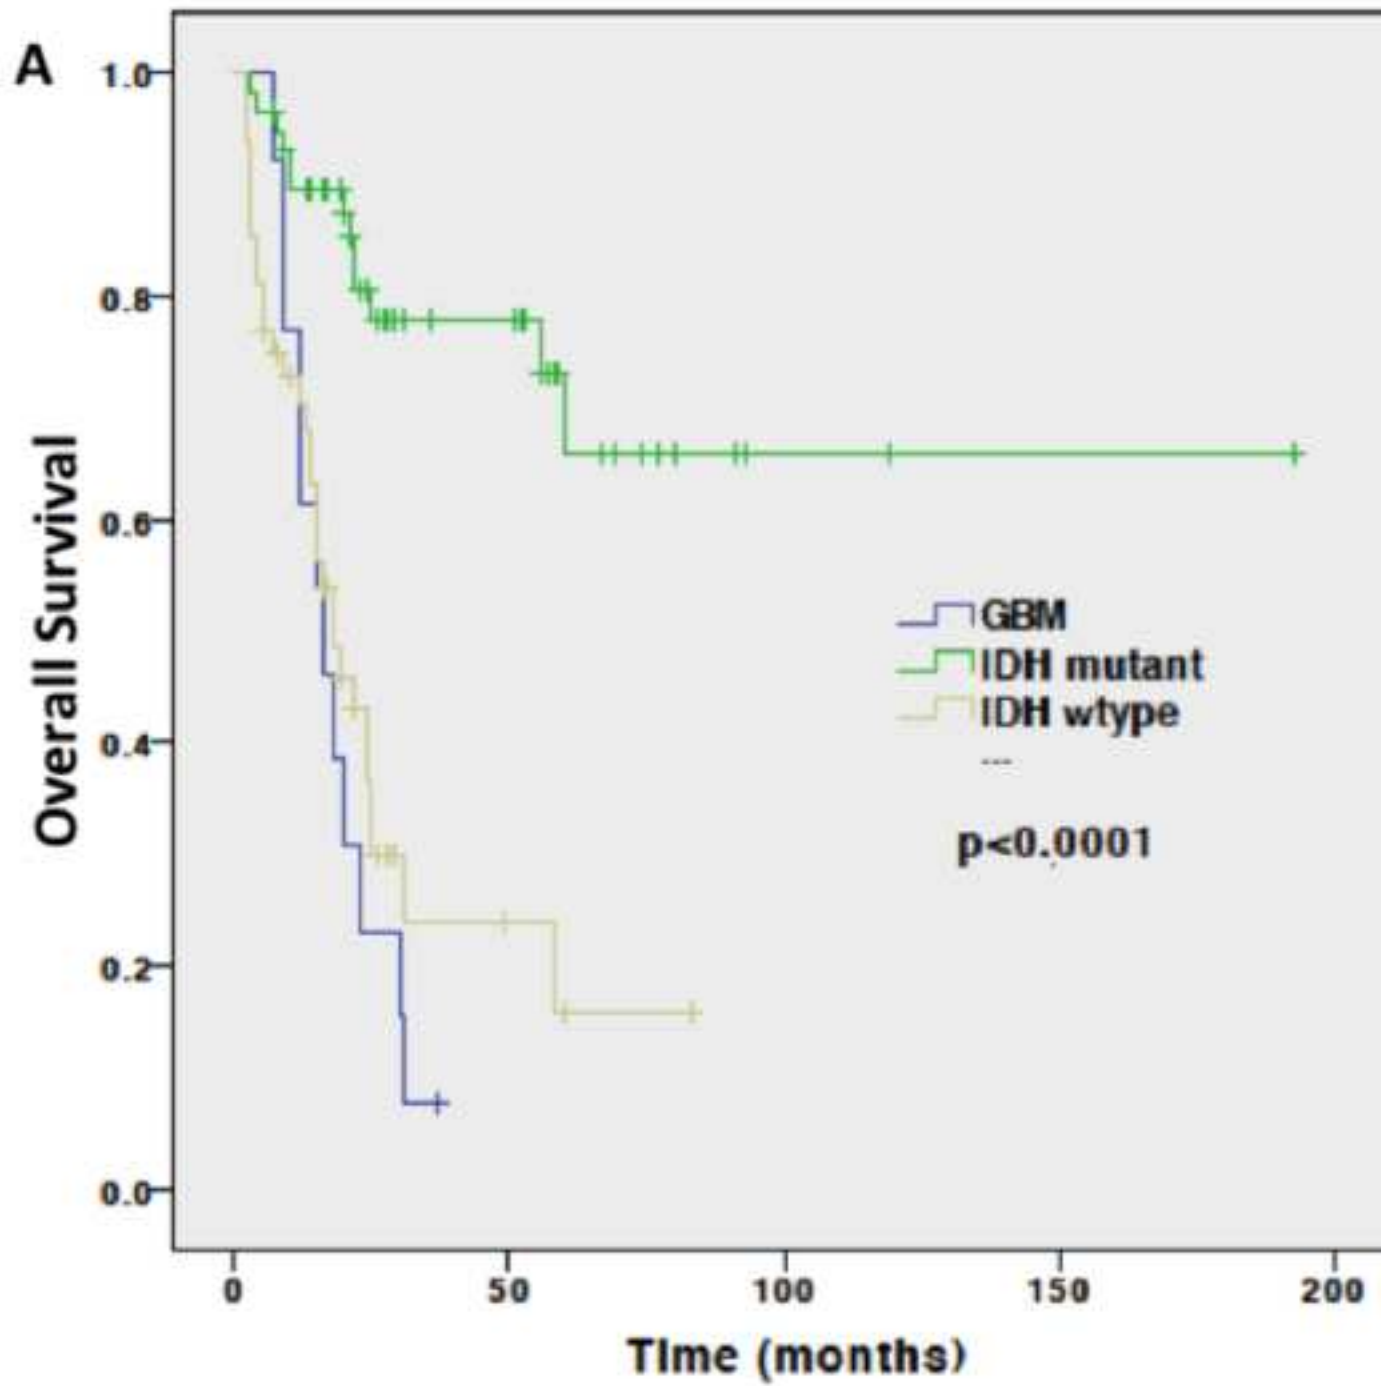 A
1.0
0.8
0.6
0.4
0.2
0.0
Overall Survival
GBM
IDH mutant
IDH wtype
---
p<0.0001
0 50 100 150 200
Time (months)